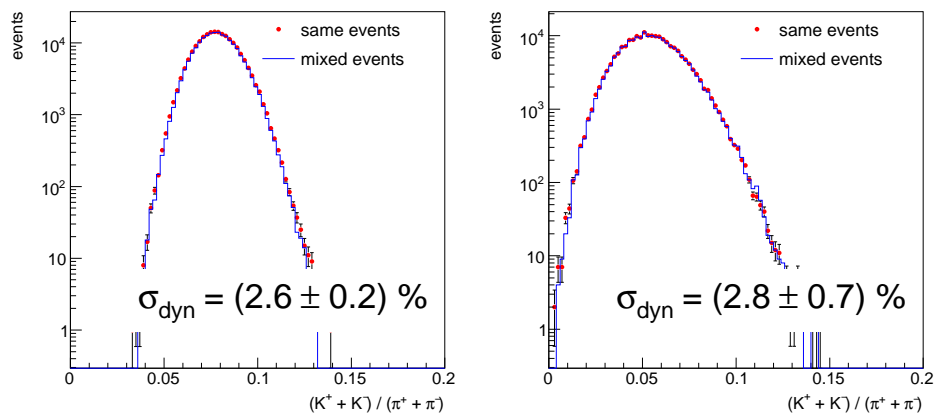 events
same events
mixed events
10⁴
10³
10²
10
1
σdyn = (2.6 ± 0.2) %
0 0.05 0.1 0.15 0.2
(K⁺ + K⁻) / (π⁺ + π⁻)
events
same events
mixed events
10⁴
10³
10²
10
1
σdyn = (2.8 ± 0.7) %
0 0.05 0.1 0.15 0.2
(K⁺ + K⁻) / (π⁺ + π⁻)